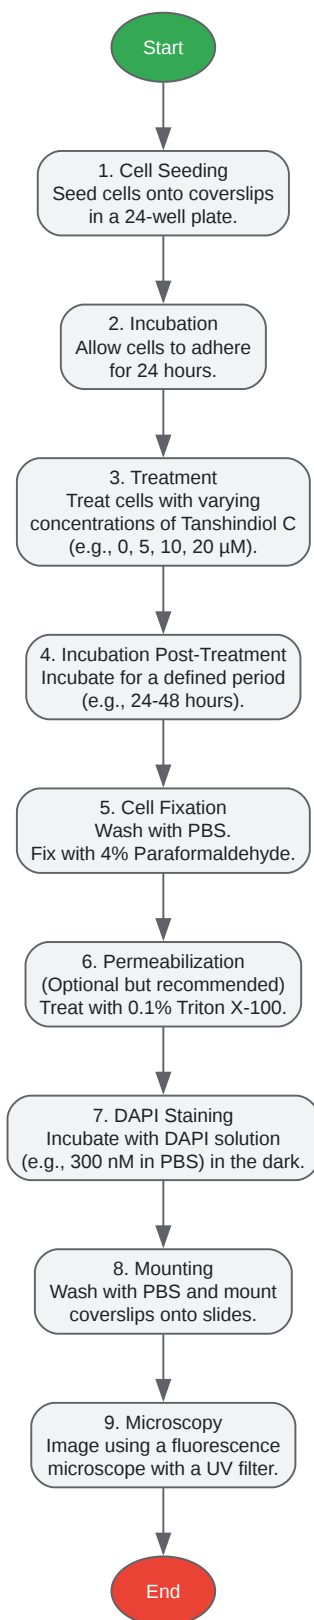 Start
1. Cell Seeding
Seed cells onto coverslips
in a 24-well plate.
2. Incubation
Allow cells to adhere
for 24 hours.
3. Treatment
Treat cells with varying
concentrations of Tanshindiol C
(e.g., 0, 5, 10, 20 µM).
4. Incubation Post-Treatment
Incubate for a defined period
(e.g., 24-48 hours).
5. Cell Fixation
Wash with PBS.
Fix with 4% Paraformaldehyde.
6. Permeabilization
(Optional but recommended)
Treat with 0.1% Triton X-100.
7. DAPI Staining
Incubate with DAPI solution
(e.g., 300 nM in PBS) in the dark.
8. Mounting
Wash with PBS and mount
coverslips onto slides.
9. Microscopy
Image using a fluorescence
microscope with a UV filter.
End